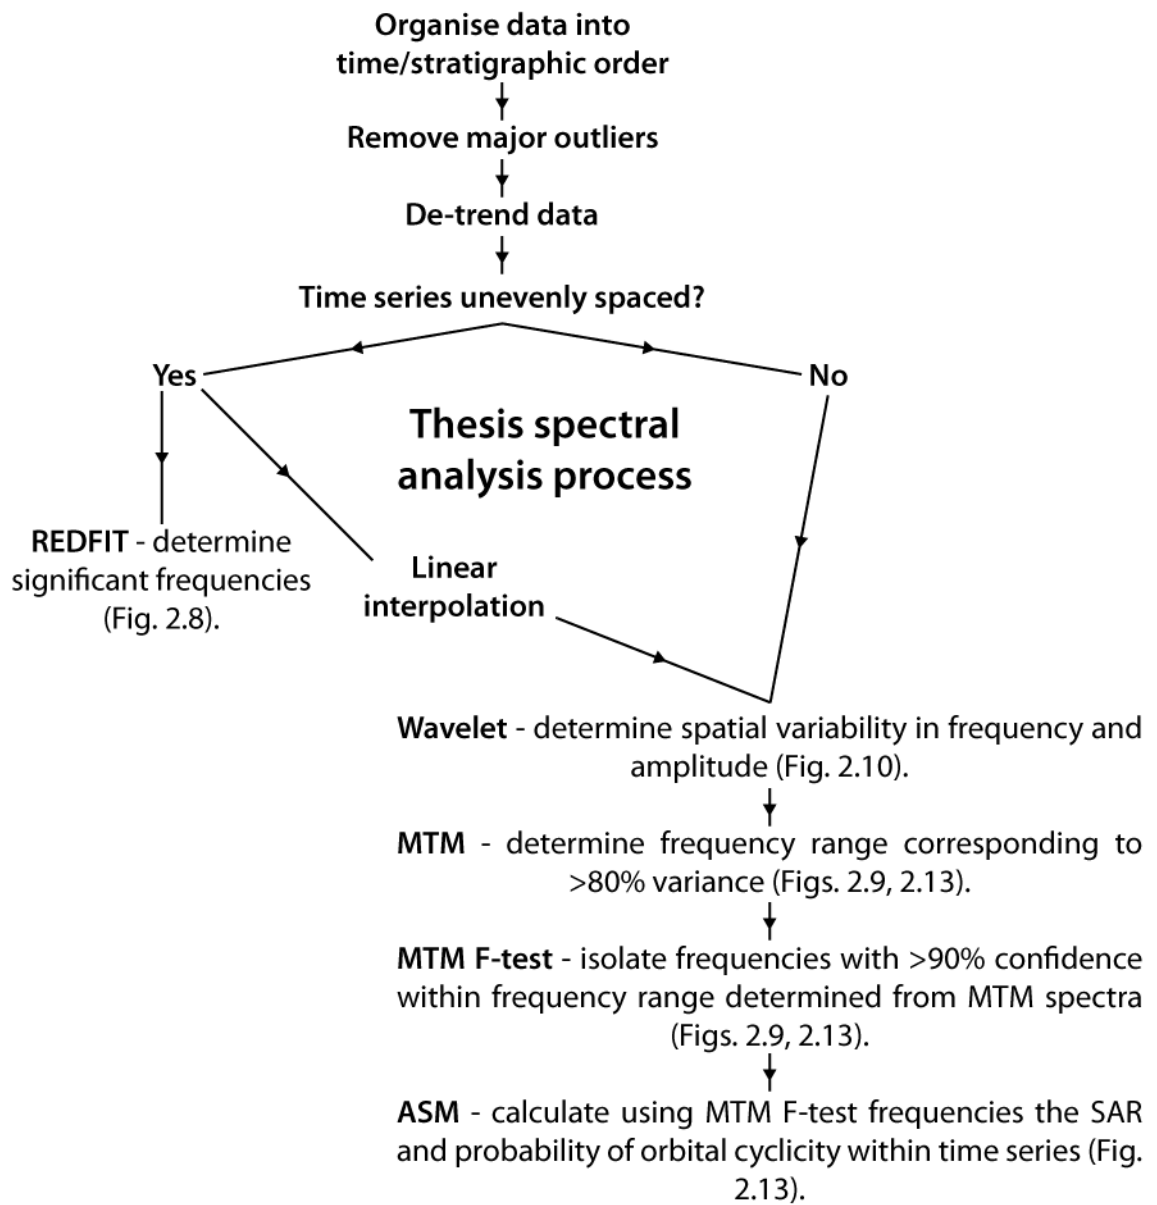 Organise data into
time/stratigraphic order
Remove major outliers
De-trend data
Time series unevenly spaced?
Yes
No
Thesis spectral
analysis process
REDFIT - determine
significant frequencies
(Fig. 2.8).
Linear
interpolation
Wavelet - determine spatial variability in frequency and
amplitude (Fig. 2.10).
MTM - determine frequency range corresponding to
>80% variance (Figs. 2.9, 2.13).
MTM F-test - isolate frequencies with >90% confidence
within frequency range determined from MTM spectra
(Figs. 2.9, 2.13).
ASM - calculate using MTM F-test frequencies the SAR
and probability of orbital cyclicity within time series (Fig.
2.13).